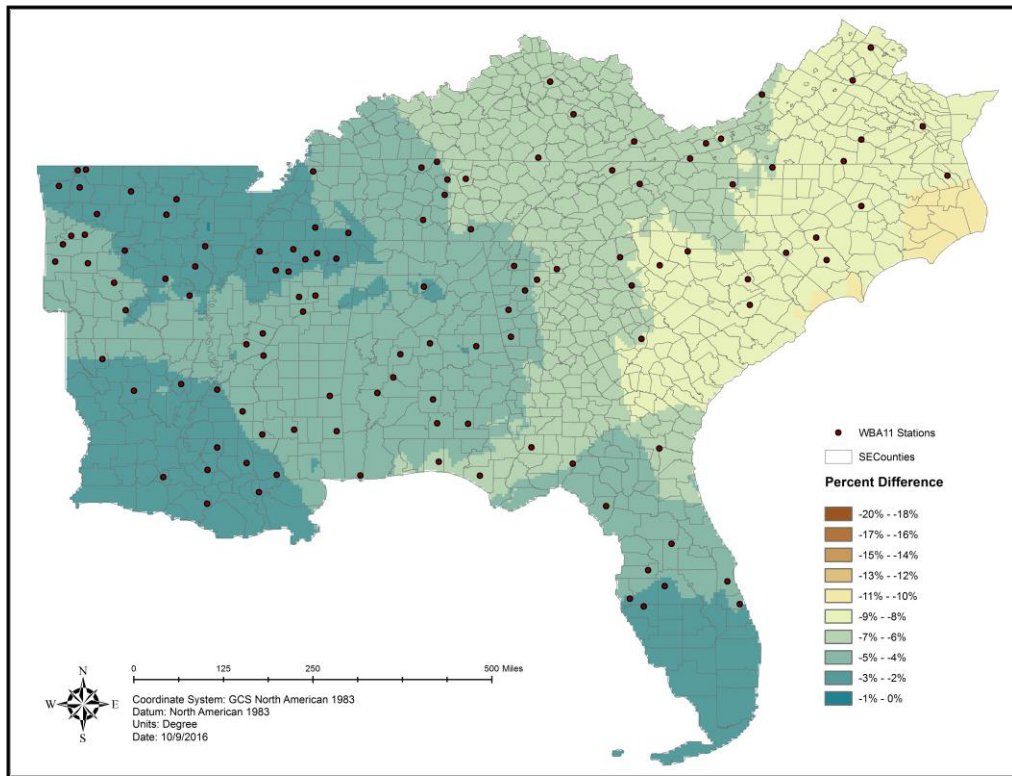 WBA11 Stations
SECounties
Percent Difference
-20% - -18%
-17% - -16%
-15% - -14%
-13% - -12%
-11% - -10%
-9% - -8%
-7% - -6%
-5% - -4%
-3% - -2%
-1% - 0%
0 125 250 500 Miles
N
W E
S
Coordinate System: GCS North American 1983
Datum: North American 1983
Units: Degree
Date: 10/9/2016